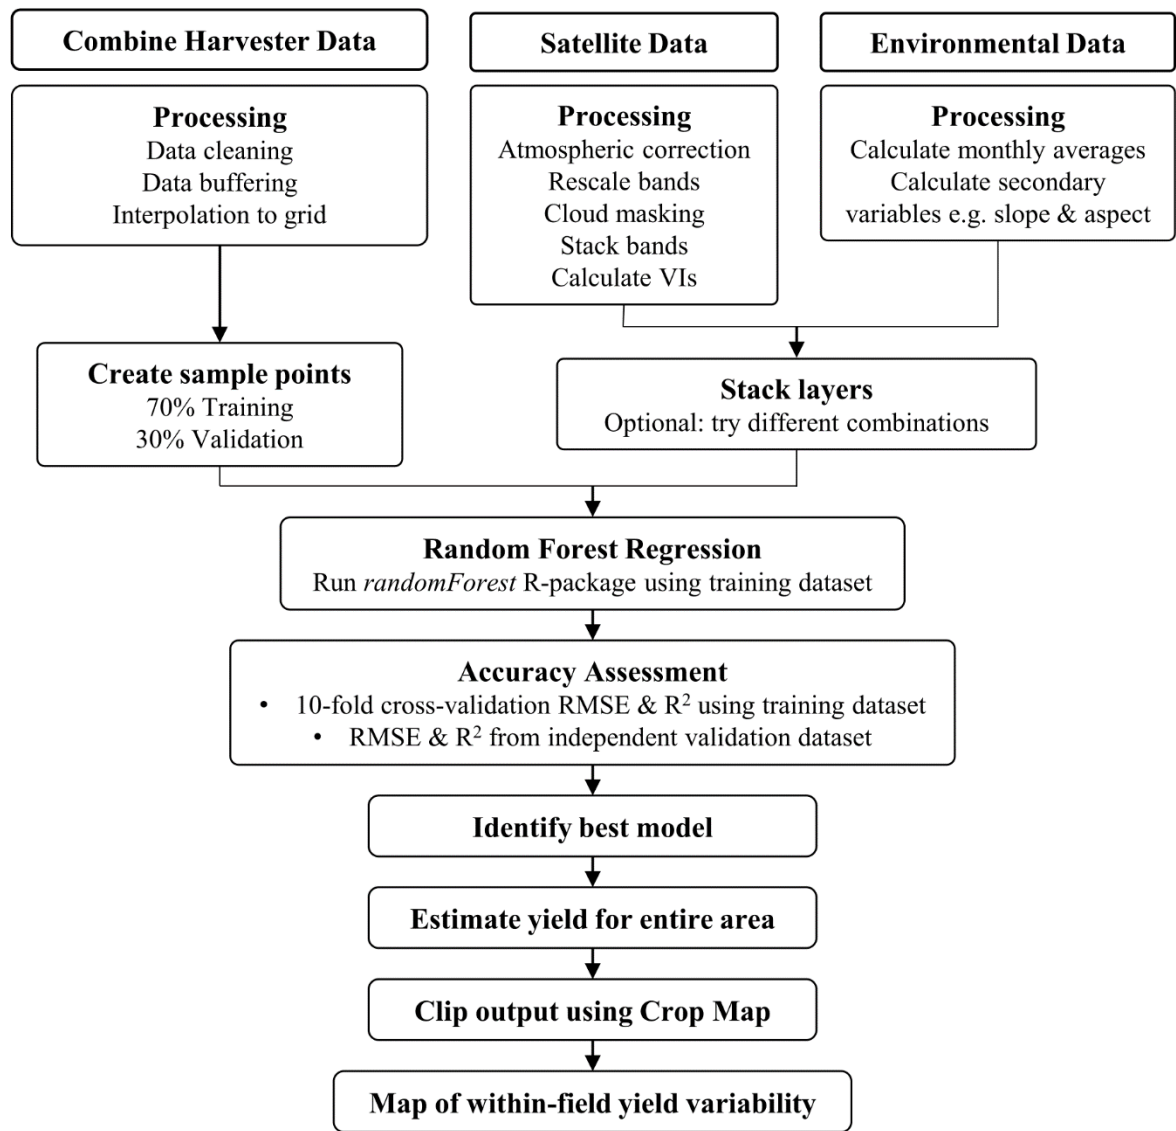 Combine Harvester Data
Satellite Data
Environmental Data
Processing
Data cleaning
Data buffering
Interpolation to grid
Processing
Atmospheric correction
Rescale bands
Cloud masking
Stack bands
Calculate VIs
Processing
Calculate monthly averages
Calculate secondary
variables e.g. slope & aspect
Create sample points
70% Training
30% Validation
Stack layers
Optional: try different combinations
Random Forest Regression
Run randomForest R-package using training dataset
Accuracy Assessment
• 10-fold cross-validation RMSE & R² using training dataset
• RMSE & R² from independent validation dataset
Identify best model
Estimate yield for entire area
Clip output using Crop Map
Map of within-field yield variability